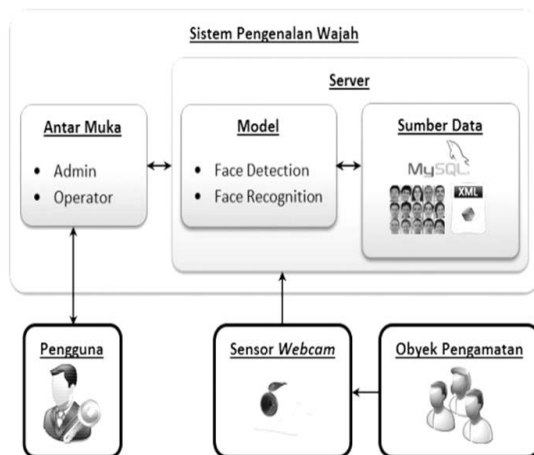 Sistem Pengenalan Wajah
Server
Antar Muka
• Admin
• Operator
Model
• Face Detection
• Face Recognition
Sumber Data
MySQL
XML
Pengguna
Sensor Webcam
Obyek Pengamatan